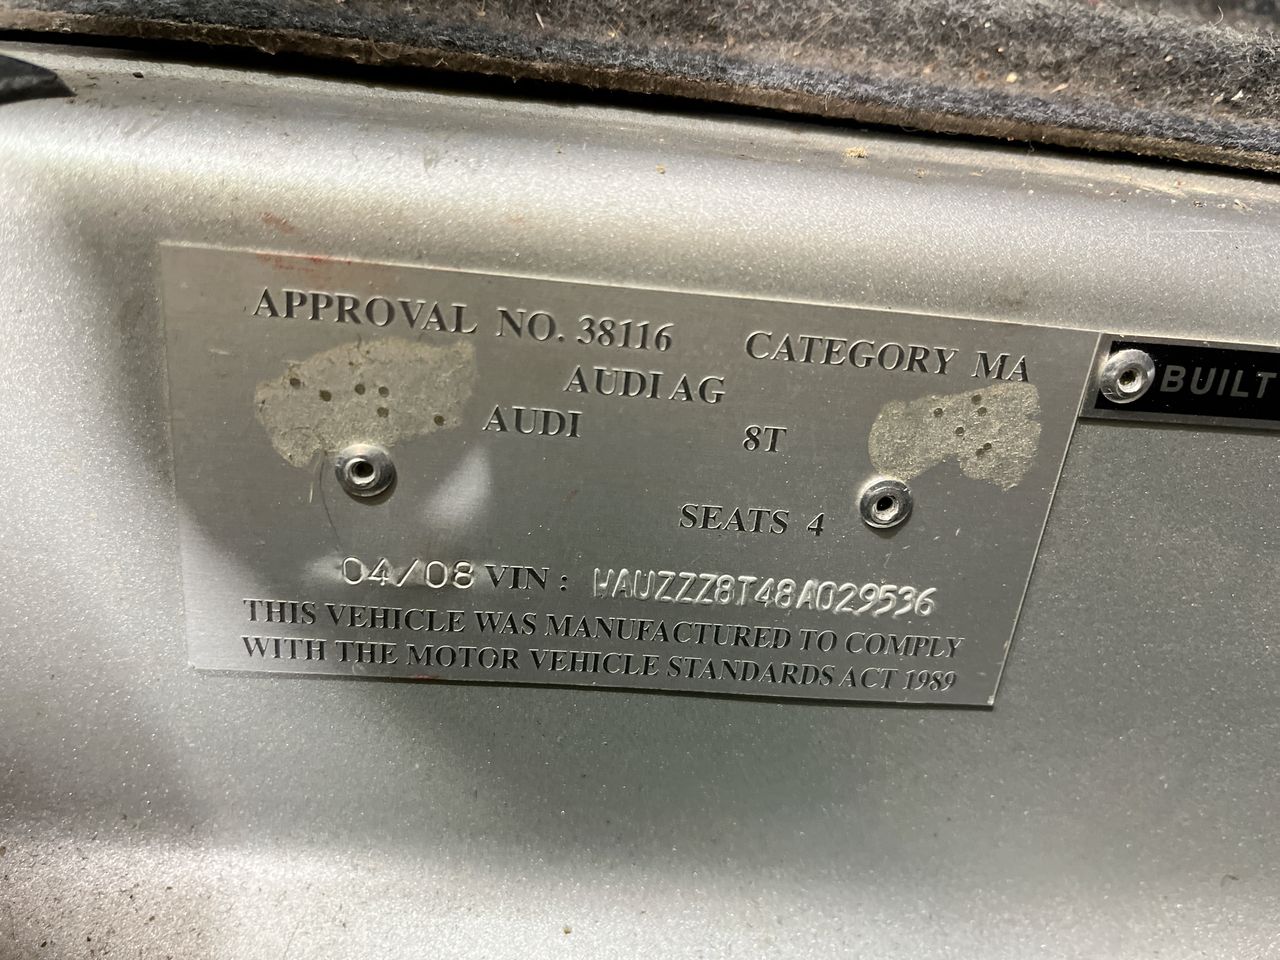 APPROVAL NO. 38116 CATEGORY MA
AUDI AG
AUDI 8T
SEATS 4
04/08 VIN: WAUZZZ8T48A029536
THIS VEHICLE WAS MANUFACTURED TO COMPLY
WITH THE MOTOR VEHICLE STANDARDS ACT 1989
BUILT